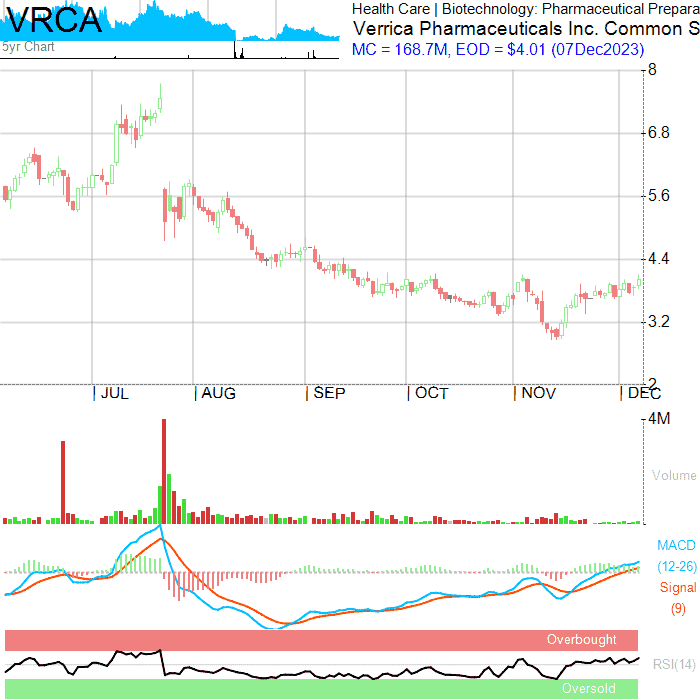 VRCA
5yr Chart
Health Care | Biotechnology: Pharmaceutical Prepara
Verrica Pharmaceuticals Inc. Common S
MC = 168.7M, EOD = $4.01 (07Dec2023)
8
6.8
5.6
4.4
3.2
2
| JUL | AUG | SEP | OCT | NOV | DEC
4M
Volume
MACD
(12-26)
Signal
(9)
Overbought
RSI(14)
Oversold